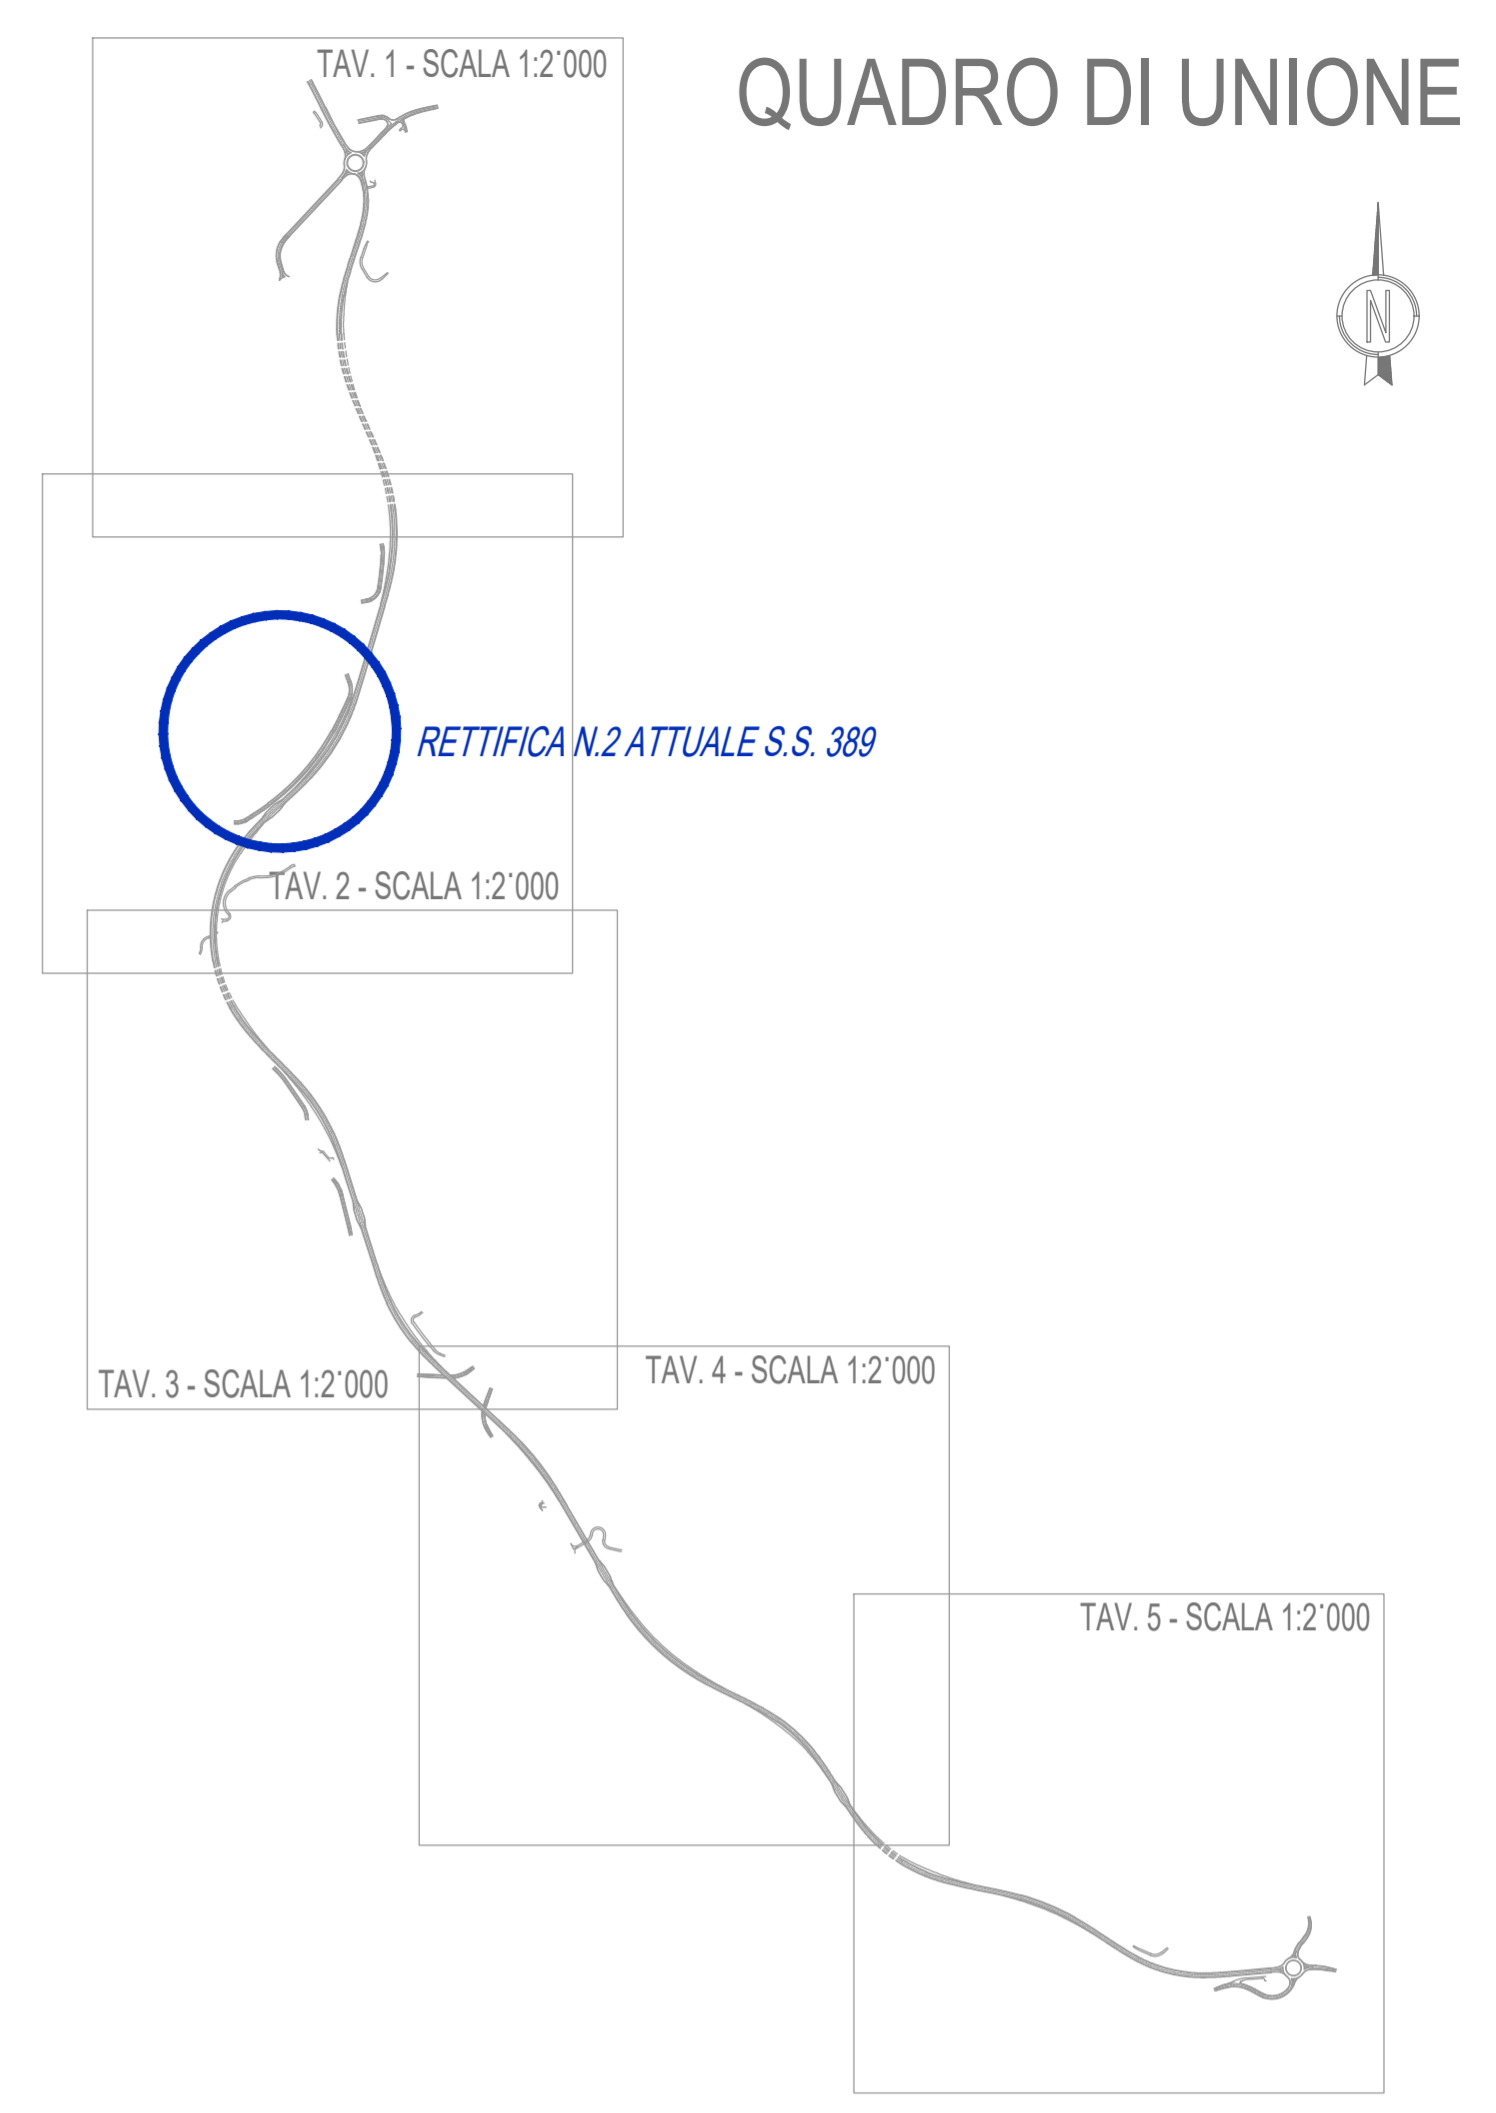 TAV. 1 - SCALA 1:2˙000
QUADRO DI UNIONE
N
RETTIFICA N.2 ATTUALE S.S. 389
TAV. 2 - SCALA 1:2˙000
TAV. 3 - SCALA 1:2˙000
TAV. 4 - SCALA 1:2˙000
TAV. 5 - SCALA 1:2˙000